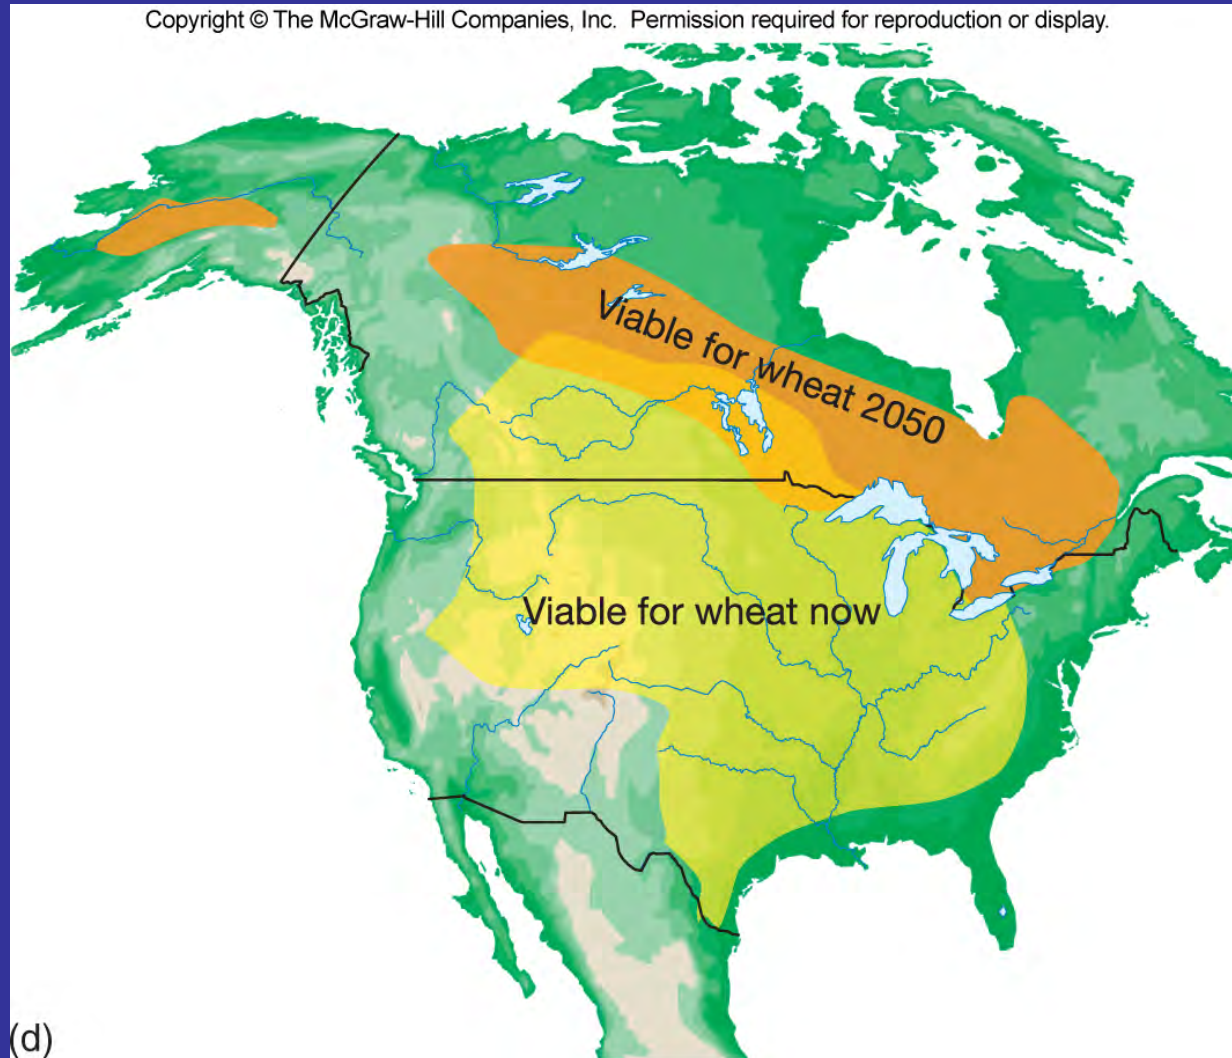 Copyright © The McGraw-Hill Companies, Inc. Permission required for reproduction or display.
Viable for wheat 2050
Viable for wheat now
(d)